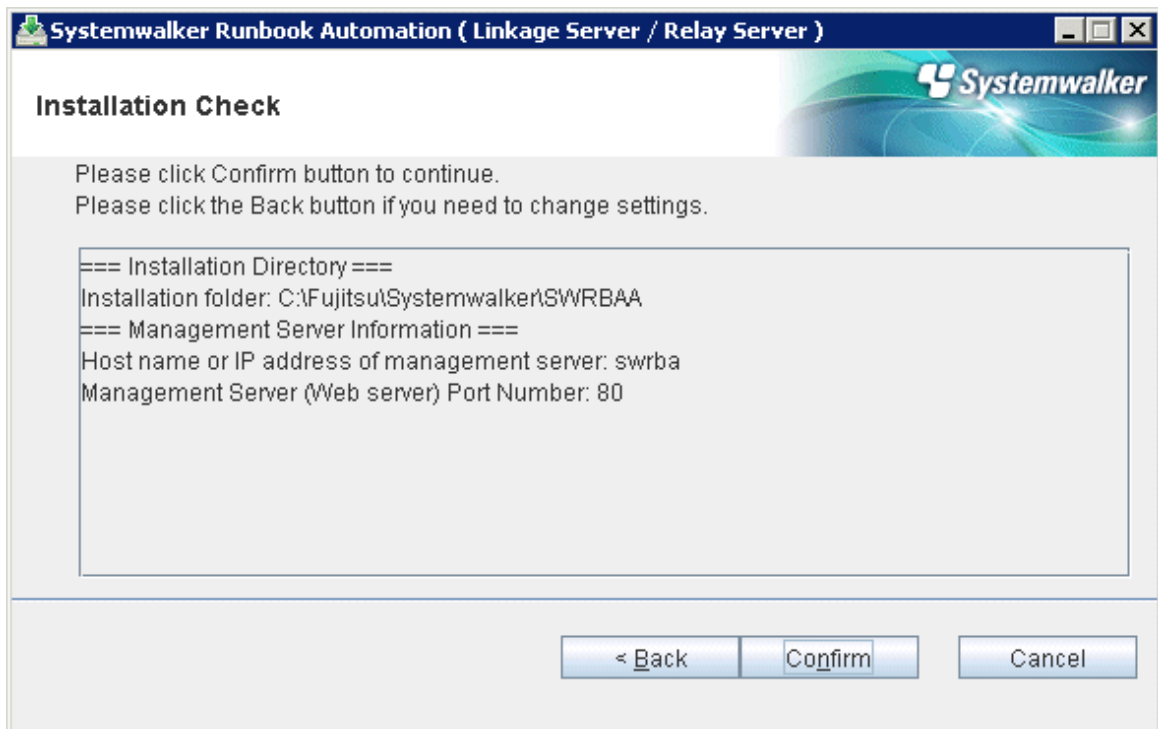 Systemwalker Runbook Automation ( Linkage Server / Relay Server )
Systemwalker
Installation Check
Please click Confirm button to continue.
Please click the Back button if you need to change settings.
=== Installation Directory ===
Installation folder: C:\Fujitsu\Systemwalker\SWRBAA
=== Management Server Information ===
Host name or IP address of management server: swrba
Management Server (Web server) Port Number: 80
< Back
Confirm
Cancel